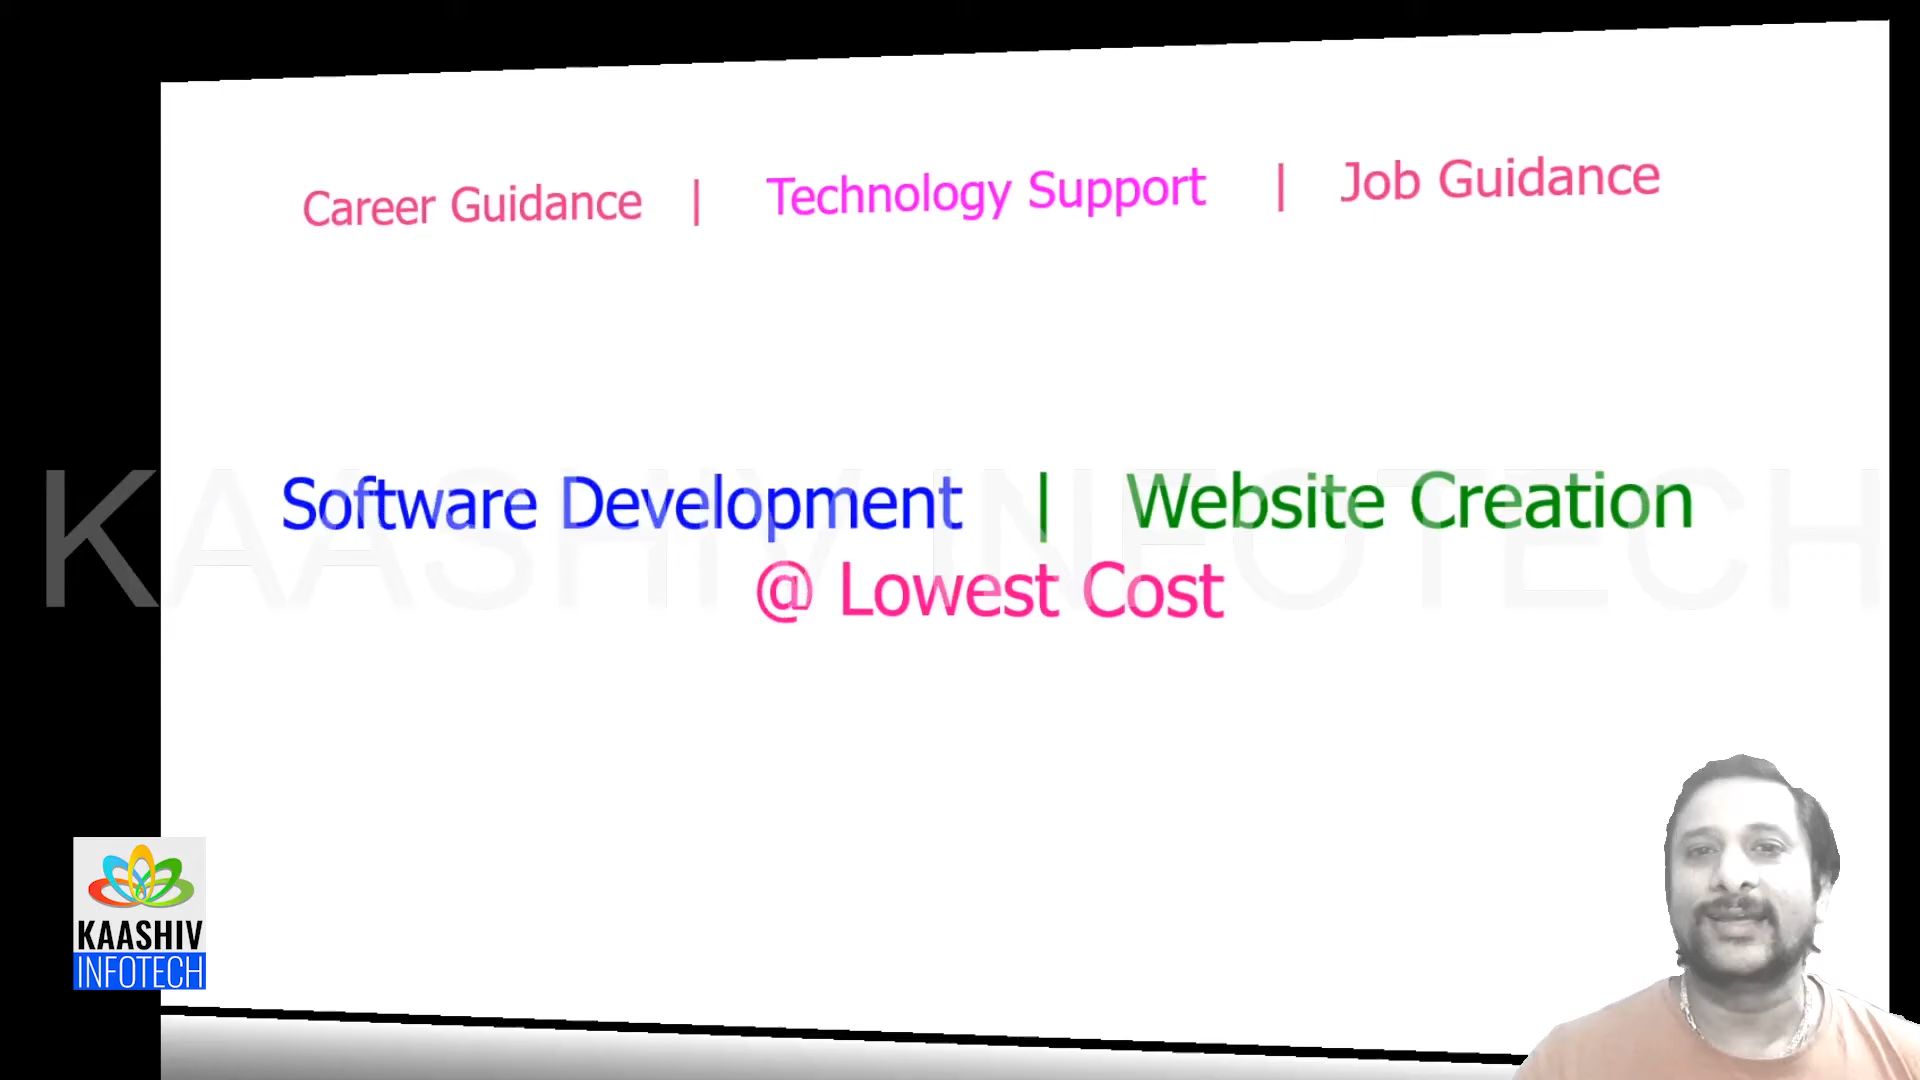 Career Guidance | Technology Support | Job Guidance
KAASHIV INFOTECH
Software Development | Website Creation
@ Lowest Cost
KAASHIV
INFOTECH